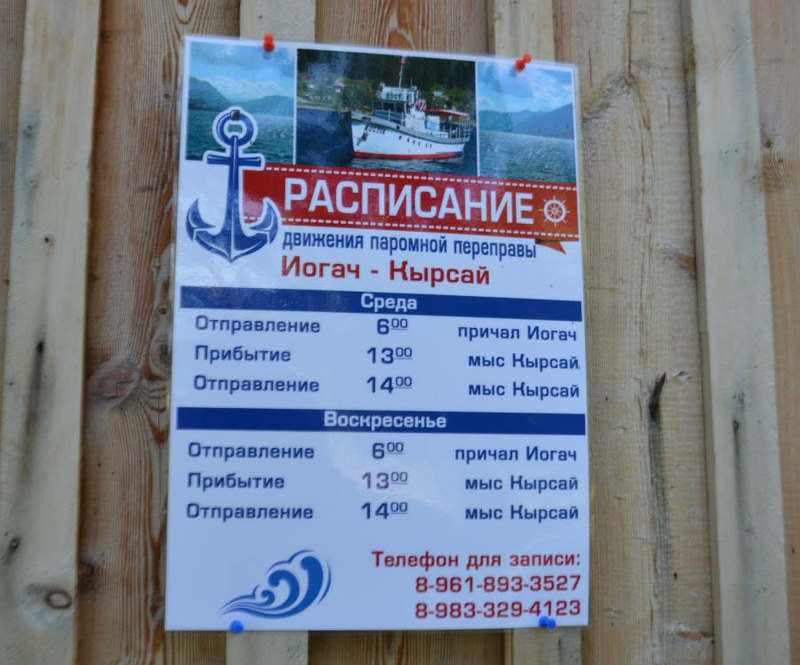 РАСПИСАНИЕ
движения паромной переправы
Иогач - Кырсай
Среда
Отправление 6⁰⁰ причал Иогач
Прибытие 13⁰⁰ мыс Кырсай
Отправление 14⁰⁰ мыс Кырсай
Воскресенье
Отправление 6⁰⁰ причал Иогач
Прибытие 13⁰⁰ мыс Кырсай
Отправление 14⁰⁰ мыс Кырсай
Телефон для записи:
8-961-893-3527
8-983-329-4123